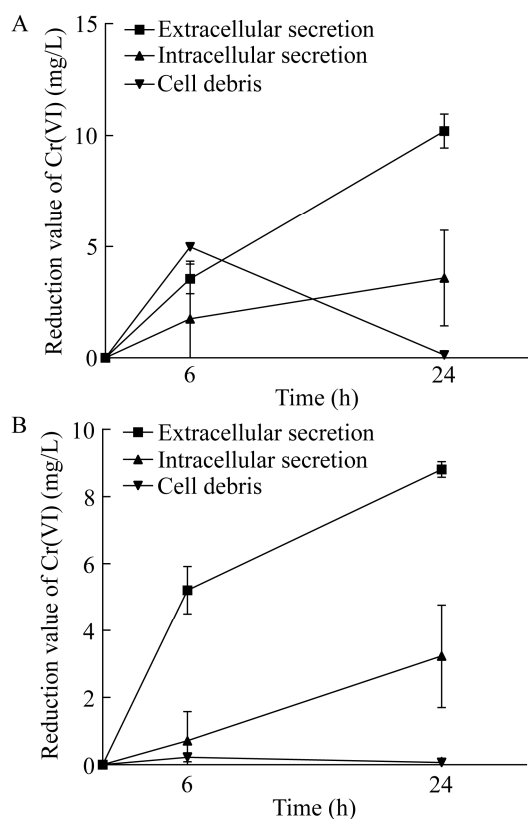 A
15
10
5
0
Reduction value of Cr(VI) (mg/L)
Extracellular secretion
Intracellular secretion
Cell debris
6
24
Time (h)
B
10
8
6
4
2
0
Reduction value of Cr(VI) (mg/L)
Extracellular secretion
Intracellular secretion
Cell debris
6
24
Time (h)